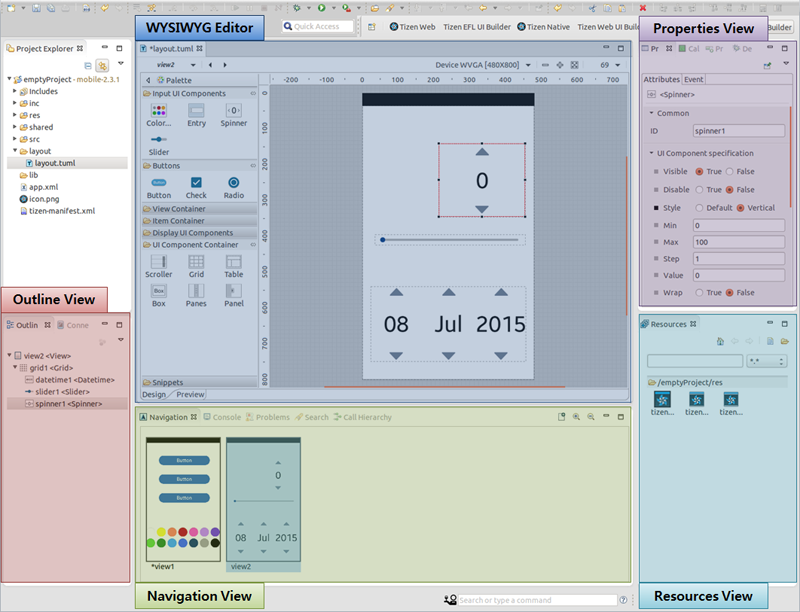 WYSIWYG Editor
Properties View
Quick Access
Tizen Web
Tizen EFL UI Builder
Tizen Native
Tizen Web UI
Builder
Project Explorer
emptyProject - mobile-2.3.1
Includes
inc
res
shared
src
layout
layout.tuml
lib
app.xml
icon.png
tizen-manifest.xml
*layout.tuml
view2
Device WVGA [480X800]
69
Palette
Input UI Components
Color...
Entry
Spinner
Slider
Buttons
Button
Check
Radio
View Container
Item Container
Display UI Components
UI Component Container
Scroller
Grid
Table
Box
Panes
Panel
Snippets
Design
Preview
-200 -100 0 100 200 300 400 500 600 700
0
100
200
300
400
500
600
700
800
0
08 Jul 2015
Pr
Cal
Pr
De
Attributes Event
<Spinner>
Common
ID spinner1
UI Component specification
Visible True False
Disable True False
Style Default Vertical
Min 0
Max 100
Step 1
Value 0
Wrap True False
Outline View
Outlin
Conne
view2 <View>
grid1 <Grid>
datetime1 <Datetime>
slider1 <Slider>
spinner1 <Spinner>
Navigation
Console
Problems
Search
Call Hierarchy
Button
Button
Button
*view1
0
08 Jul 2015
view2
Resources
*.*
/emptyProject/res
tizen...
tizen...
tizen...
Navigation View
Search or type a command
Resources View